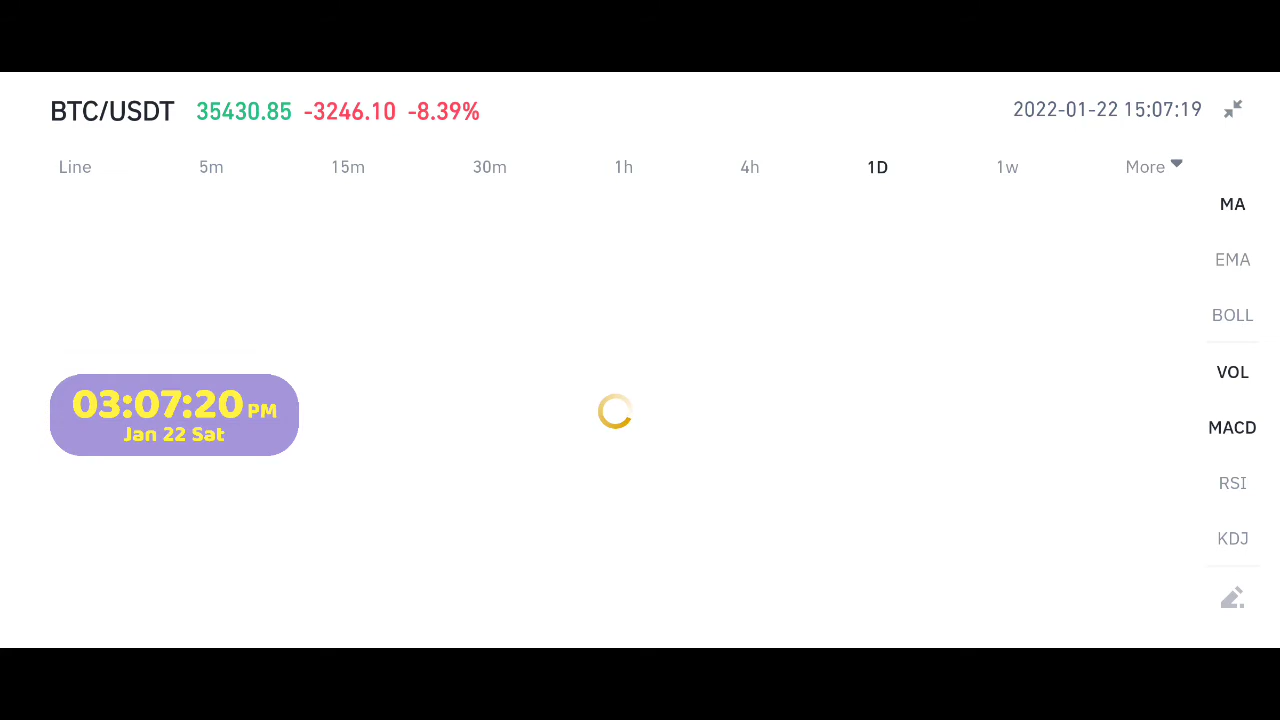 BTC/USDT 35430.85 -3246.10 -8.39% 2022-01-22 15:07:19
Line 5m 15m 30m 1h 4h 1D 1w More
MA
EMA
BOLL
VOL
03:07:20 PM
MACD
Jan 22 Sat
RSI
KDJ